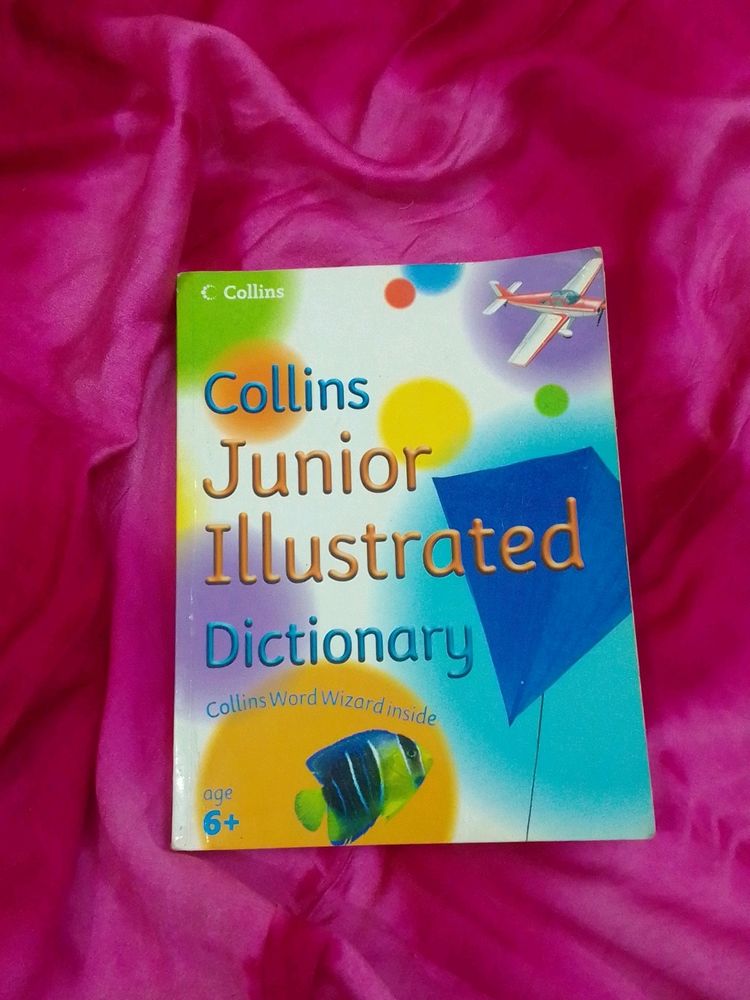 Collins
Collins
Junior
Illustrated
Dictionary
Collins Word Wizard inside
age
6+